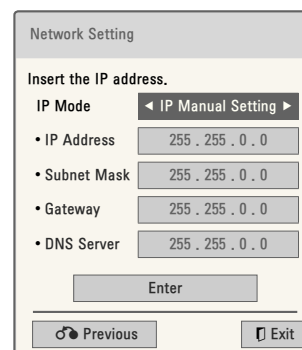 Network Setting
Insert the IP address.
IP Mode ◄ IP Manual Setting ►
• IP Address 255 . 255 . 0 . 0
• Subnet Mask 255 . 255 . 0 . 0
• Gateway 255 . 255 . 0 . 0
• DNS Server 255 . 255 . 0 . 0
Enter
Previous Exit